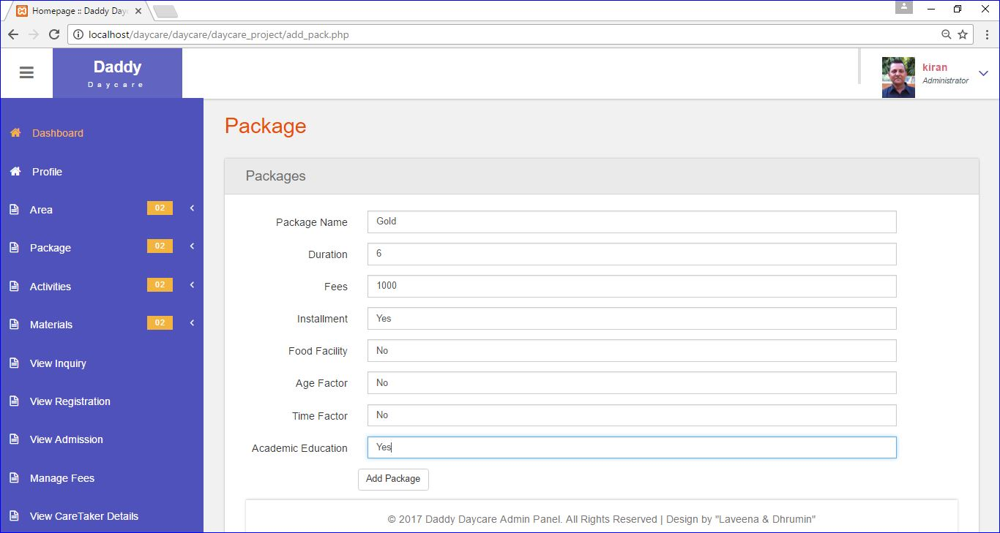 Homepage :: Daddy Dayc
localhost/daycare/daycare/daycare_project/add_pack.php
Daddy
Daycare
kiran
Administrator
Dashboard
Profile
Area 02
Package 02
Activities 02
Materials 02
View Inquiry
View Registration
View Admission
Manage Fees
View CareTaker Details
Package
Packages
Package Name Gold
Duration 6
Fees 1000
Installment Yes
Food Facility No
Age Factor No
Time Factor No
Academic Education Yes
Add Package
© 2017 Daddy Daycare Admin Panel. All Rights Reserved | Design by "Laveena & Dhrumin"